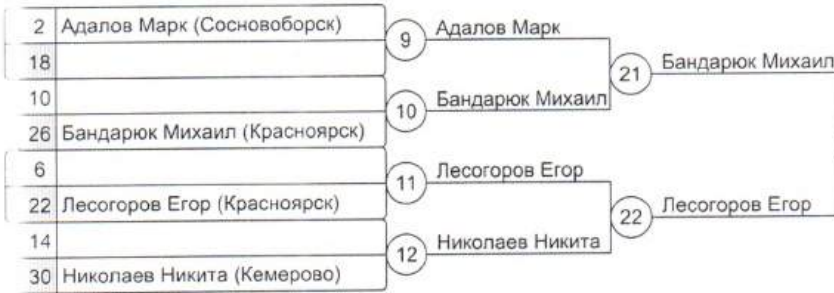 2 Адалов Марк (Сосновоборск)
18
10
26 Бандарюк Михаил (Красноярск)
6
22 Лесогоров Егор (Красноярск)
14
30 Николаев Никита (Кемерово)
9 Адалов Марк
10 Бандарюк Михаил
11 Лесогоров Егор
12 Николаев Никита
21 Бандарюк Михаил
22 Лесогоров Егор